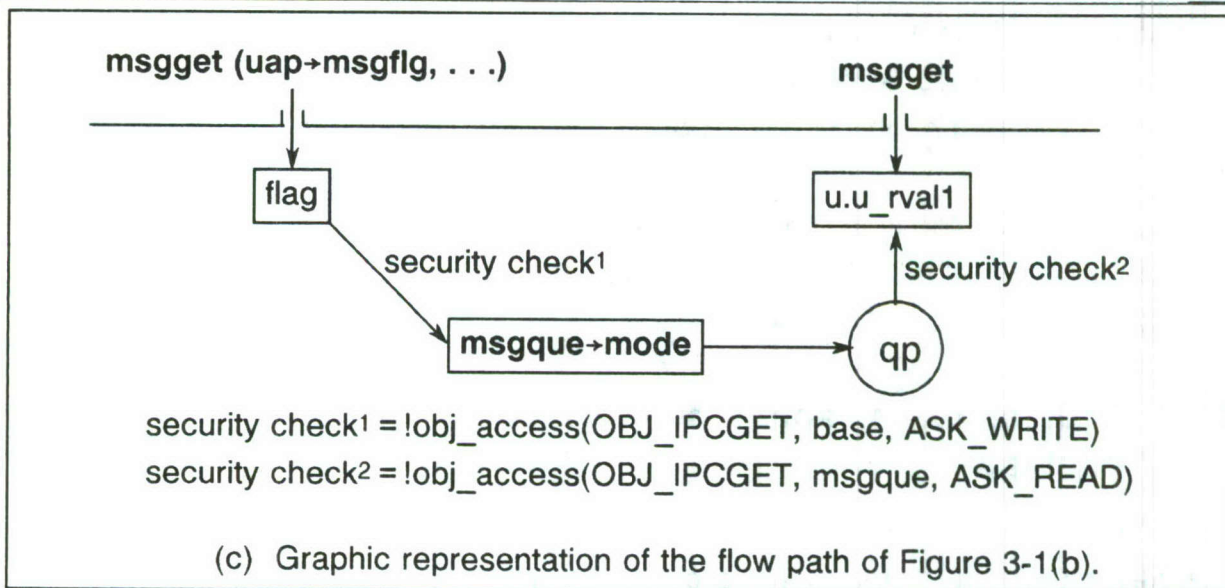 msgget (uap→msgflg, . . .)
msgget
flag
u.u_rval1
security check¹
security check²
msgque→mode
qp
security check¹ = !obj_access(OBJ_IPCGET, base, ASK_WRITE)
security check² = !obj_access(OBJ_IPCGET, msgque, ASK_READ)
(c) Graphic representation of the flow path of Figure 3-1(b).